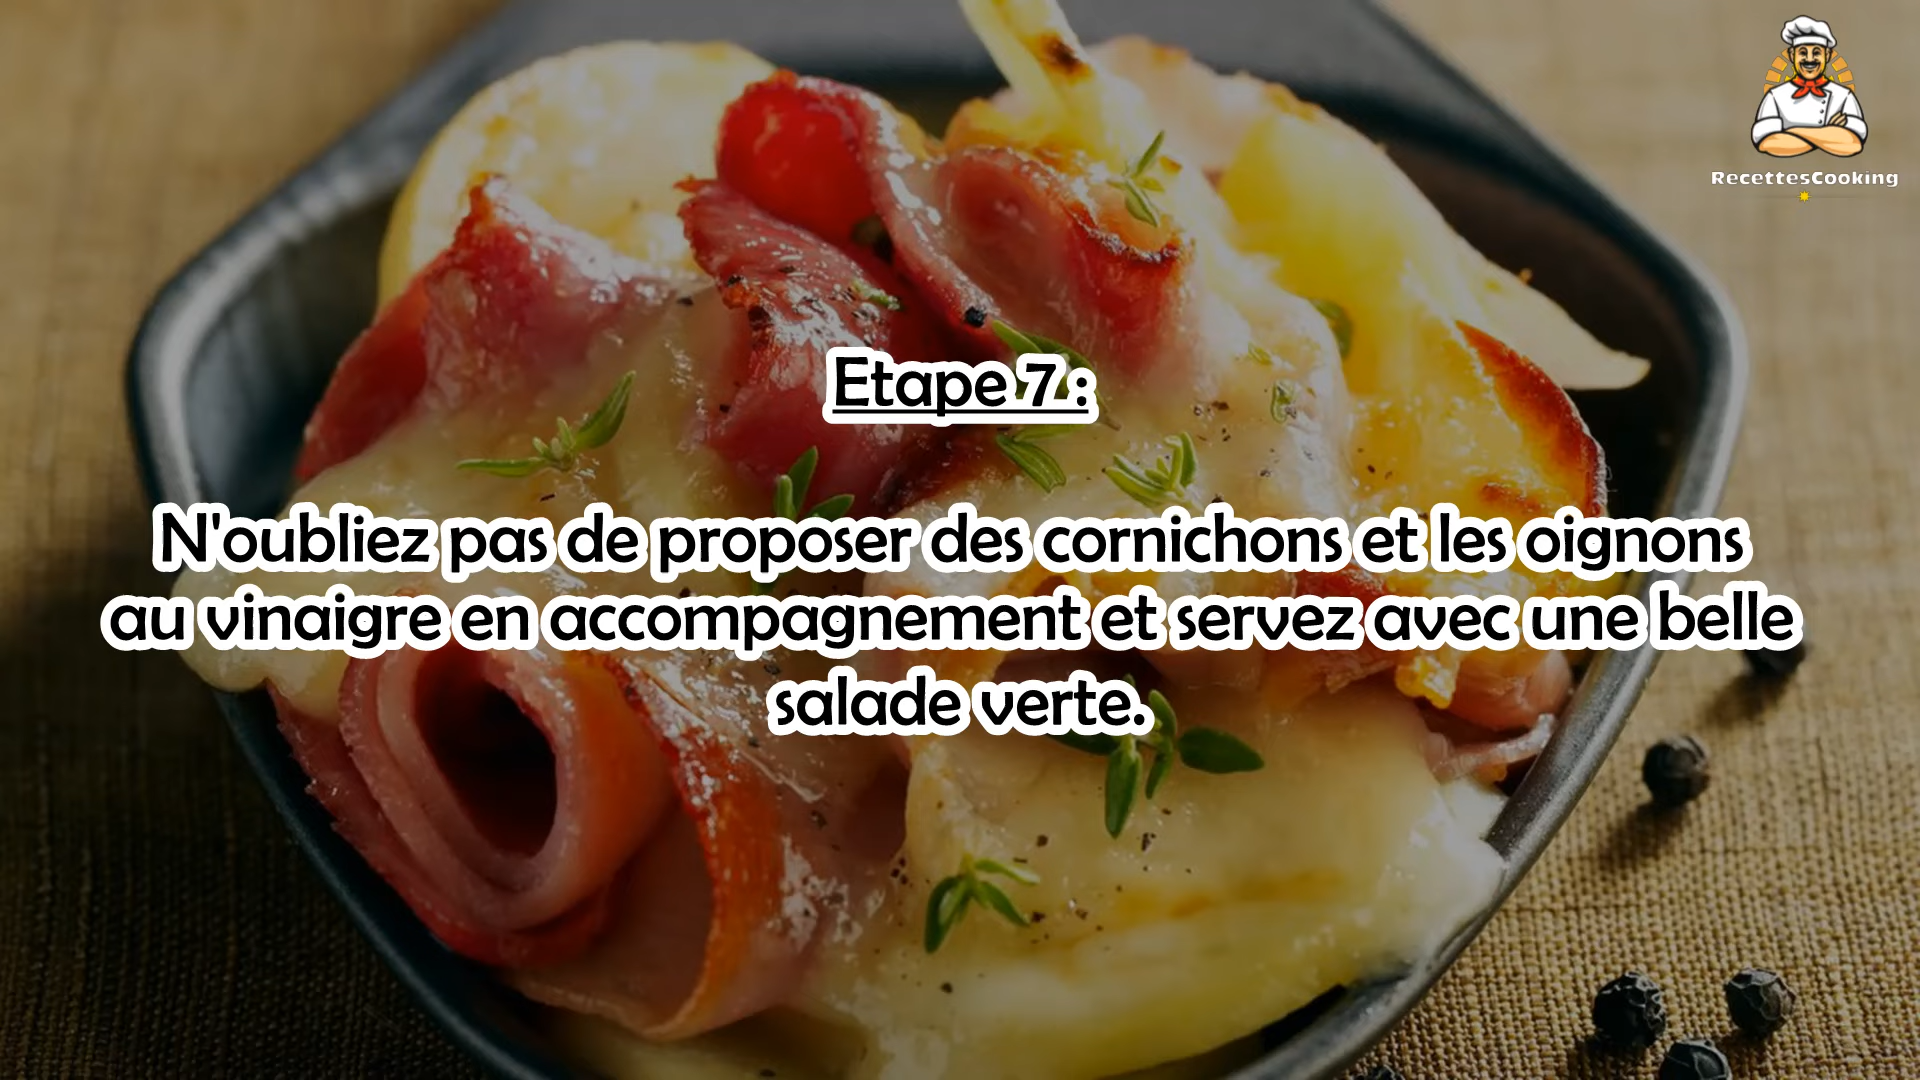 RecettesCooking
Etape 7 :
N'oubliez pas de proposer des cornichons et les oignons
au vinaigre en accompagnement et servez avec une belle
salade verte.